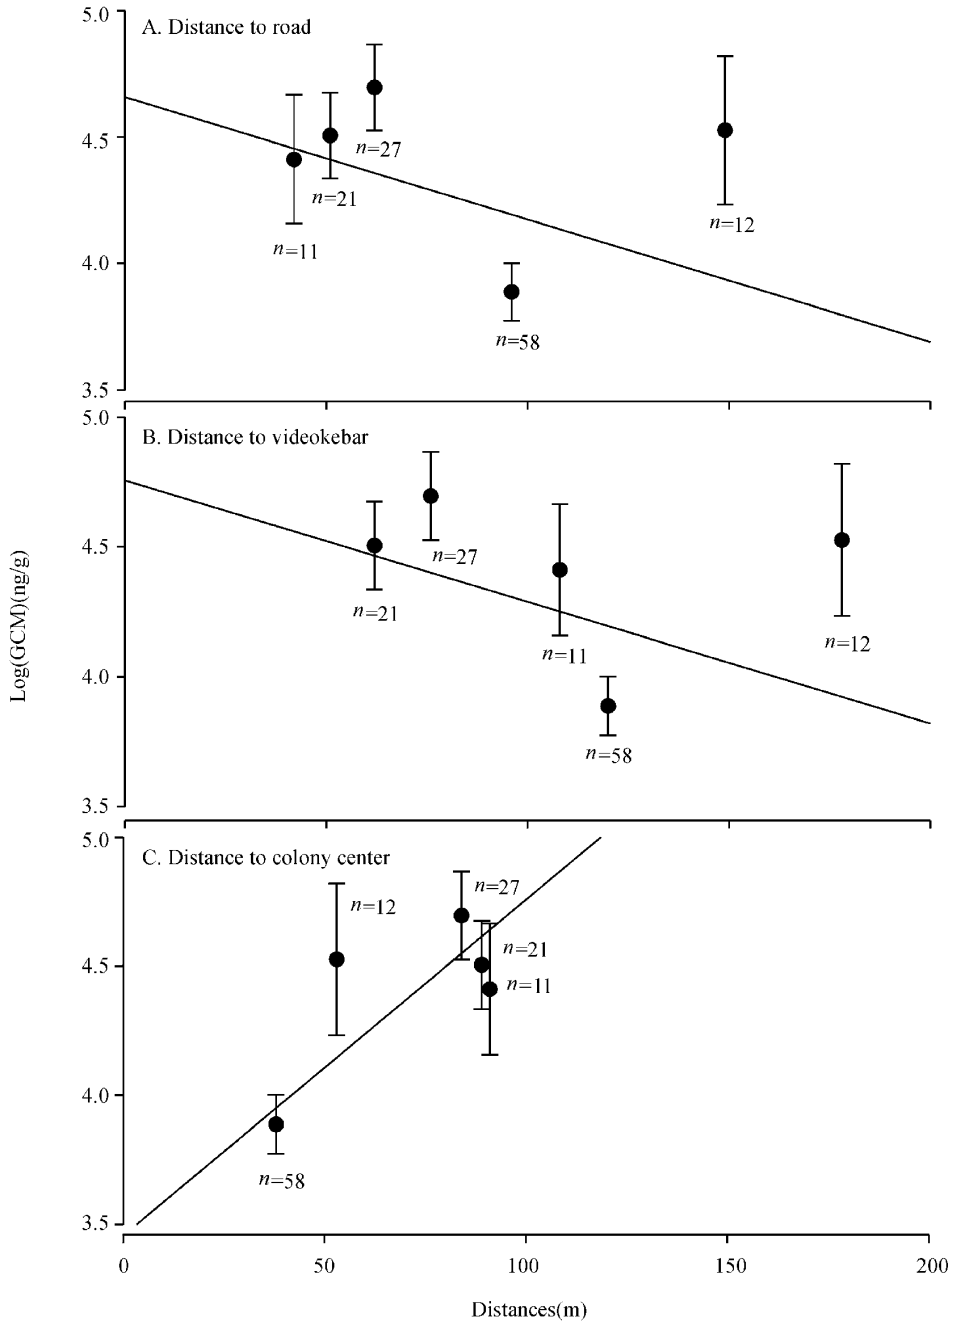 5.0
A. Distance to road
n=27
4.5
n=21
n=12
n=11
4.0
n=58
3.5
5.0
B. Distance to videokebar
n=27
4.5
n=21
n=12
n=11
4.0
n=58
3.5
Log(GCM)(ng/g)
5.0
C. Distance to colony center
n=27
n=12
n=21
4.5
n=11
4.0
n=58
3.5
0 50 100 150 200
Distances(m)